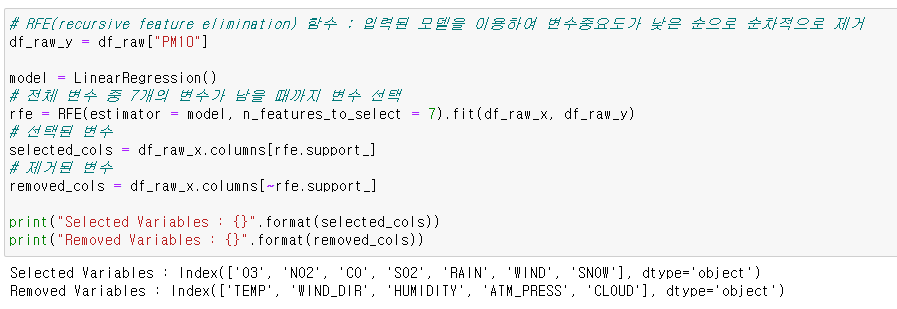 # RFE(recursive feature elimination) 함수 : 입력된 모델을 이용하여 변수중요도가 낮은 순으로 순차적으로 제거
df_raw_y = df_raw["PM10"]
model = LinearRegression()
# 전체 변수 중 7개의 변수가 남을 때까지 변수 선택
rfe = RFE(estimator = model, n_features_to_select = 7).fit(df_raw_x, df_raw_y)
# 선택된 변수
selected_cols = df_raw_x.columns[rfe.support_]
# 제거된 변수
removed_cols = df_raw_x.columns[~rfe.support_]
print("Selected Variables : {}".format(selected_cols))
print("Removed Variables : {}".format(removed_cols))
Selected Variables : Index(['O3', 'NO2', 'CO', 'SO2', 'RAIN', 'WIND', 'SNOW'], dtype='object')
Removed Variables : Index(['TEMP', 'WIND_DIR', 'HUMIDITY', 'ATM_PRESS', 'CLOUD'], dtype='object')